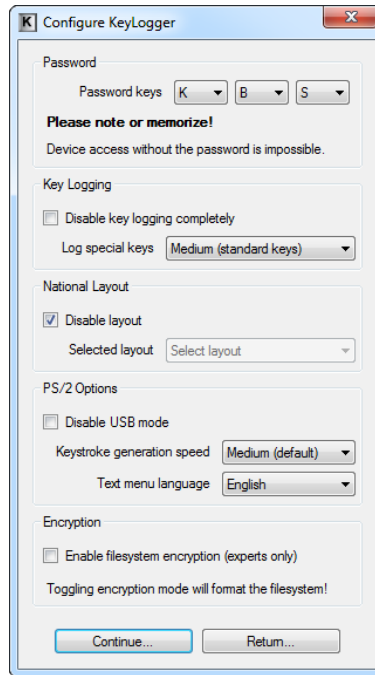 K Configure KeyLogger
Password
Password keys K B S
Please note or memorize!
Device access without the password is impossible.
Key Logging
Disable key logging completely
Log special keys Medium (standard keys)
National Layout
Disable layout
Selected layout Select layout
PS/2 Options
Disable USB mode
Keystroke generation speed Medium (default)
Text menu language English
Encryption
Enable filesystem encryption (experts only)
Toggling encryption mode will format the filesystem!
Continue... Return...